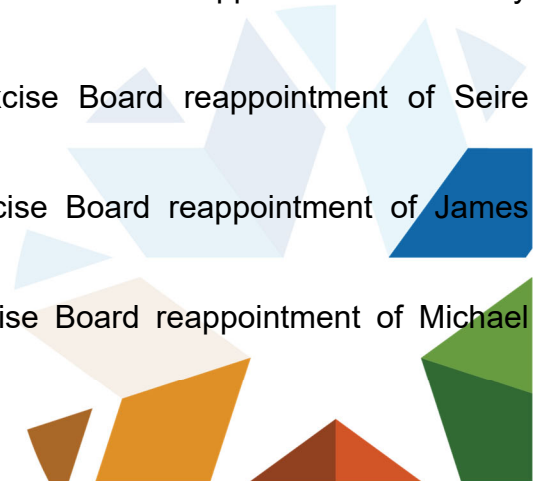 cise Board reappointment of Seire
cise Board reappointment of James
ise Board reappointment of Michael